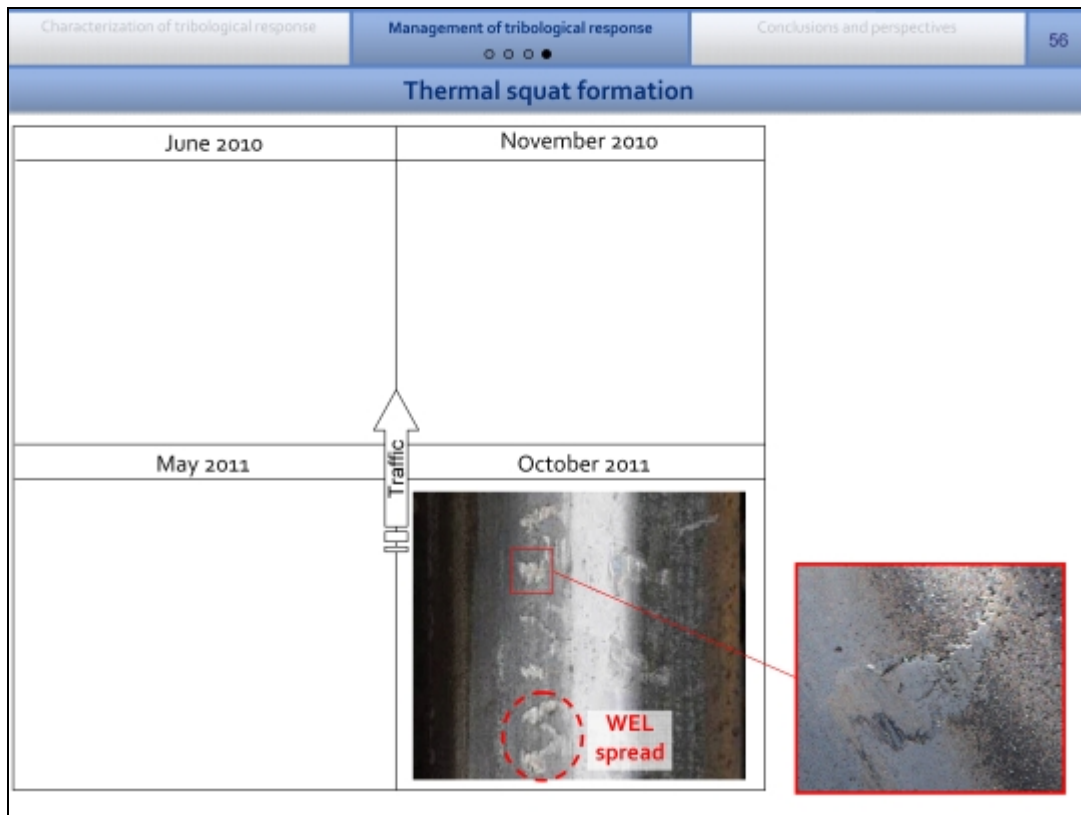 Characterization of tribological response
Management of tribological response
Conclusions and perspectives
56
Thermal squat formation
June 2010
November 2010
Traffic
May 2011
October 2011
WEL
spread